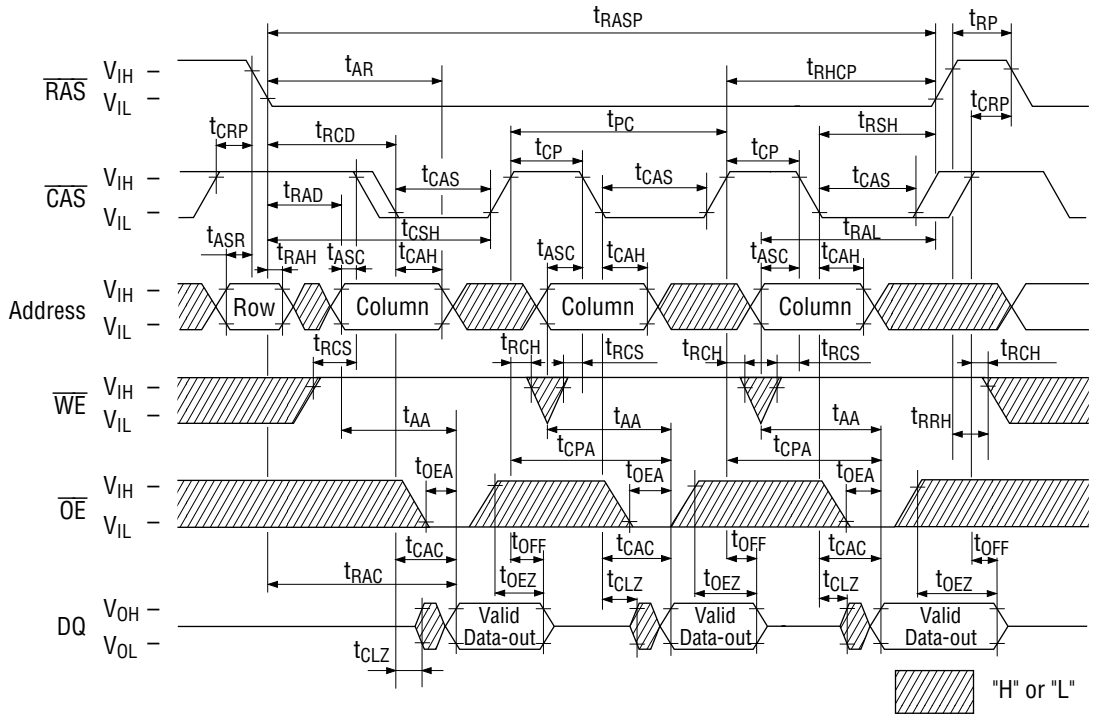 tRASP
tRP
tAR
tRHCP
VIH
RAS
VIL
tCRP
tCRP
tRCD
tPC
tRSH
tCP
tCP
VIH
CAS
VIL
tCAS
tCAS
tCAS
tRAD
tCSH
tRAL
tASR
tRAH
tASC
tCAH
tASC
tCAH
tASC
tCAH
VIH
Address
VIL
Row
Column
Column
Column
tRCS
tRCH
tRCS
tRCH
tRCS
tRCH
VIH
WE
VIL
tAA
tAA
tAA
tRRH
tCPA
tCPA
tOEA
tOEA
tOEA
VIH
OE
VIL
tCAC
tOFF
tCAC
tOFF
tCAC
tOFF
tRAC
tOEZ
tCLZ
tOEZ
tCLZ
tOEZ
VOH
DQ
VOL
Valid
Data-out
Valid
Data-out
Valid
Data-out
tCLZ
"H" or "L"